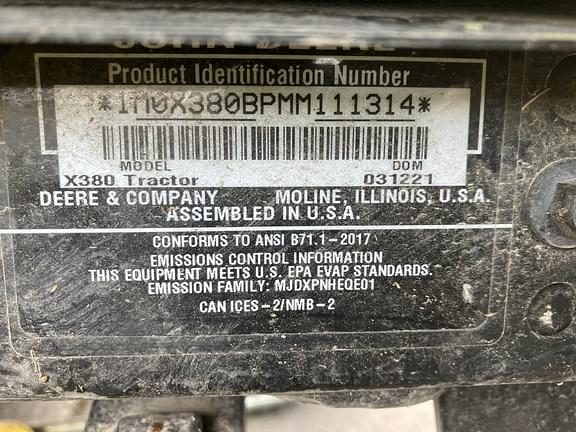 JOHN DEERE
Product Identification Number
*1M0X380BPMM111314*
MODEL DOM
X380 Tractor 031221
DEERE & COMPANY MOLINE, ILLINOIS, U.S.A.
ASSEMBLED IN U.S.A.
CONFORMS TO ANSI B71.1-2017
EMISSIONS CONTROL INFORMATION
THIS EQUIPMENT MEETS U.S. EPA EVAP STANDARDS.
EMISSION FAMILY: MJDXPNHEQE01
CAN ICES-2/NMB-2